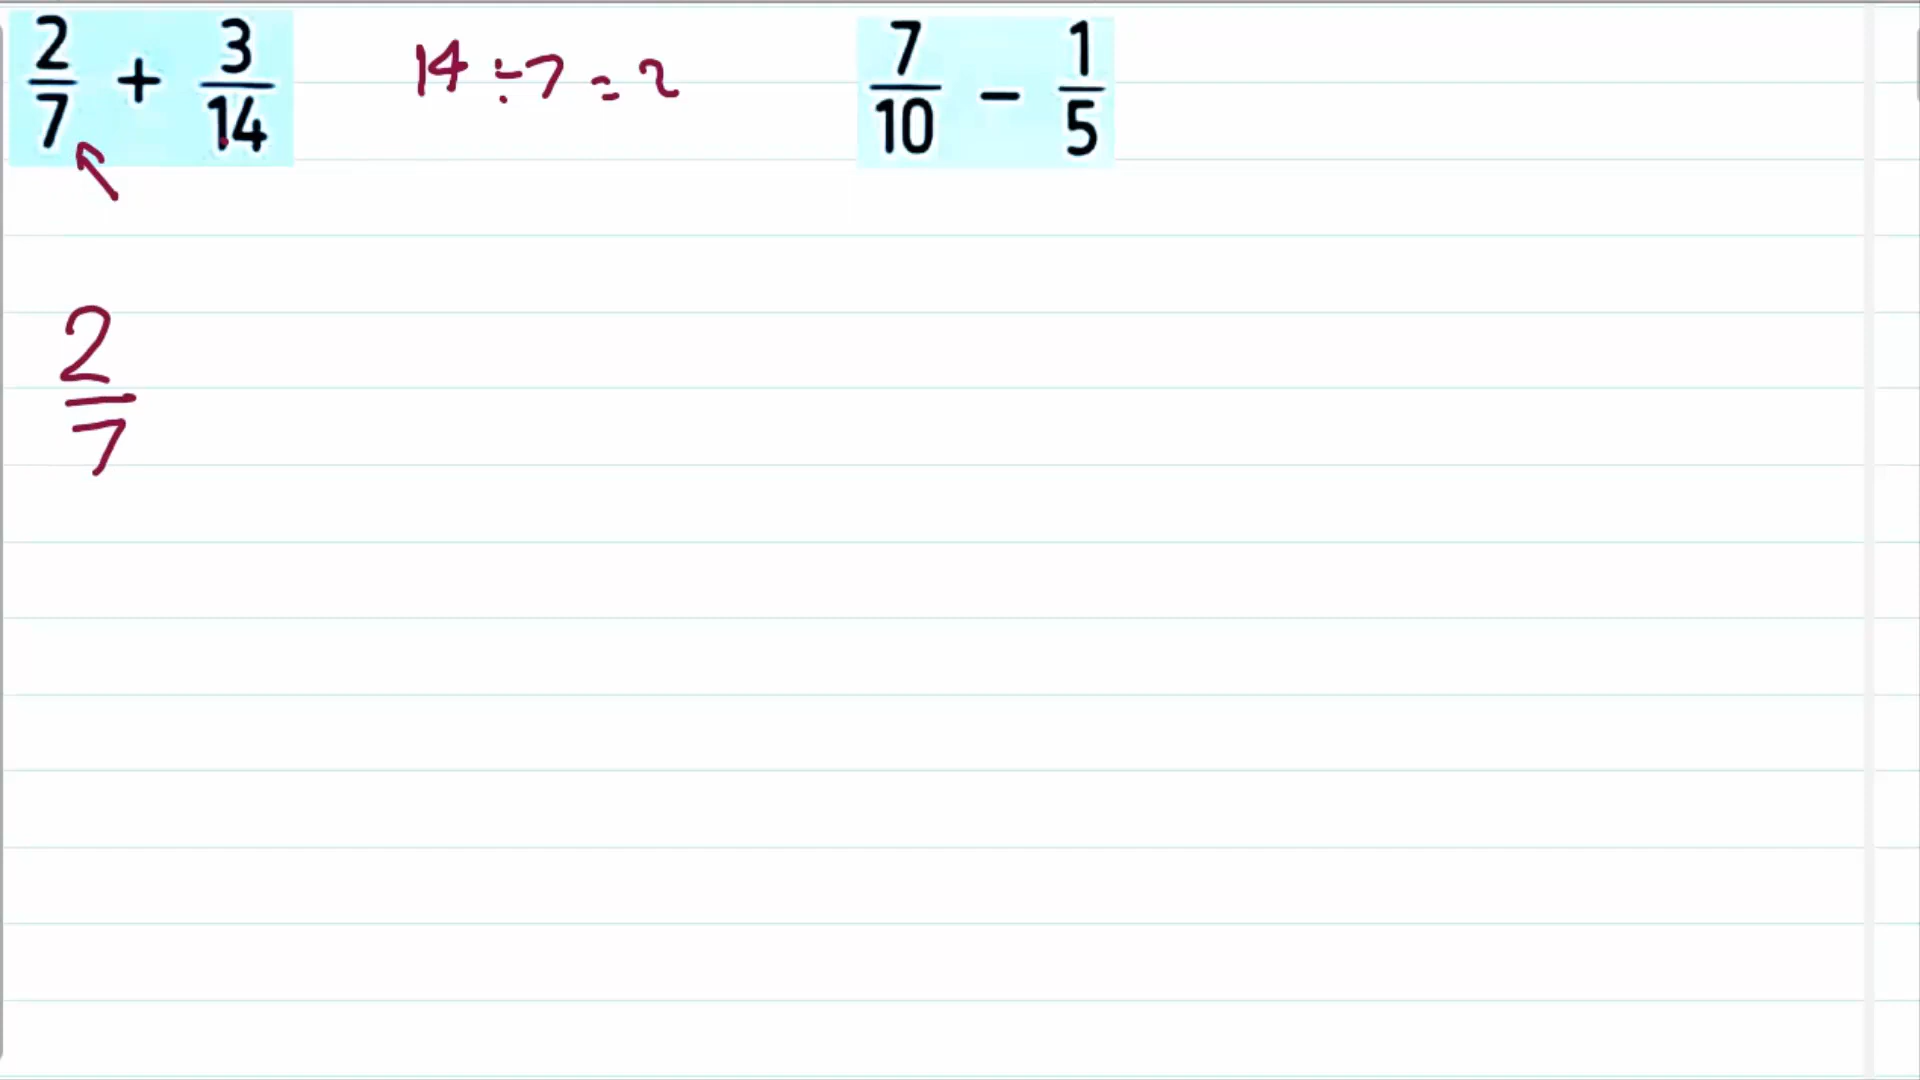 2/7 + 3/14
14 ÷ 7 = 2
7/10 − 1/5
2/7